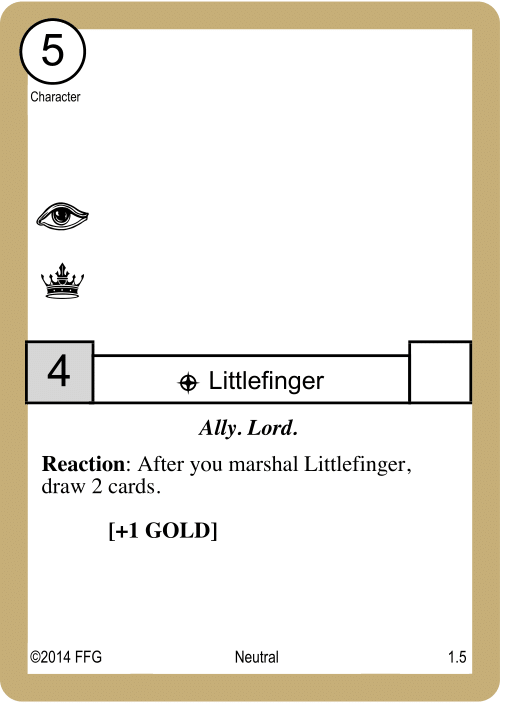 5
Character
4
Littlefinger
Ally. Lord.
Reaction: After you marshal Littlefinger,
draw 2 cards.
[+1 GOLD]
©2014 FFG Neutral 1.5